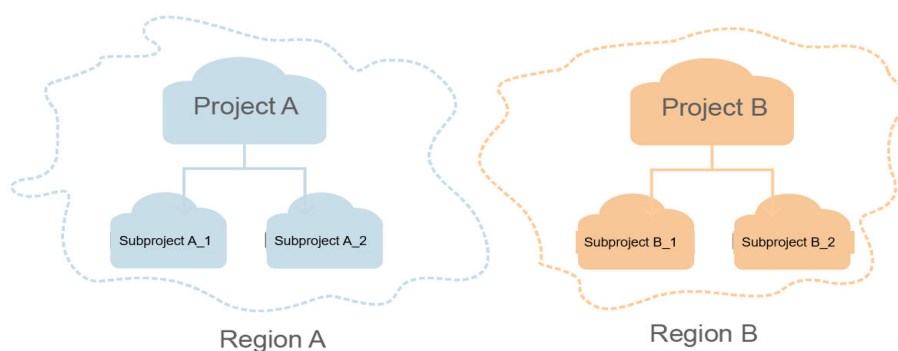 Project A
Project B
Subproject A_1
Subproject A_2
Subproject B_1
Subproject B_2
Region A
Region B